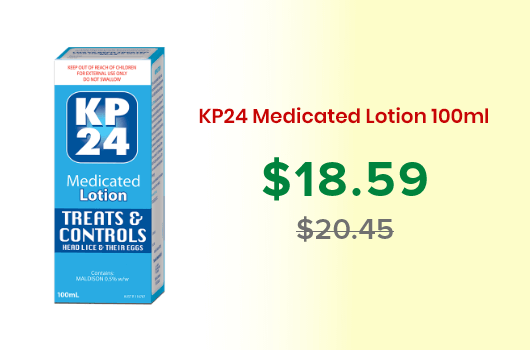 KEEP OUT OF REACH OF CHILDREN
FOR EXTERNAL USE ONLY
DO NOT SWALLOW
KP
24
Medicated
Lotion
TREATS &
CONTROLS
HEAD LICE & THEIR EGGS
Contains:
MALDISON 0.5% w/w
100mL
KP24 Medicated Lotion 100ml
$18.59
$20.45